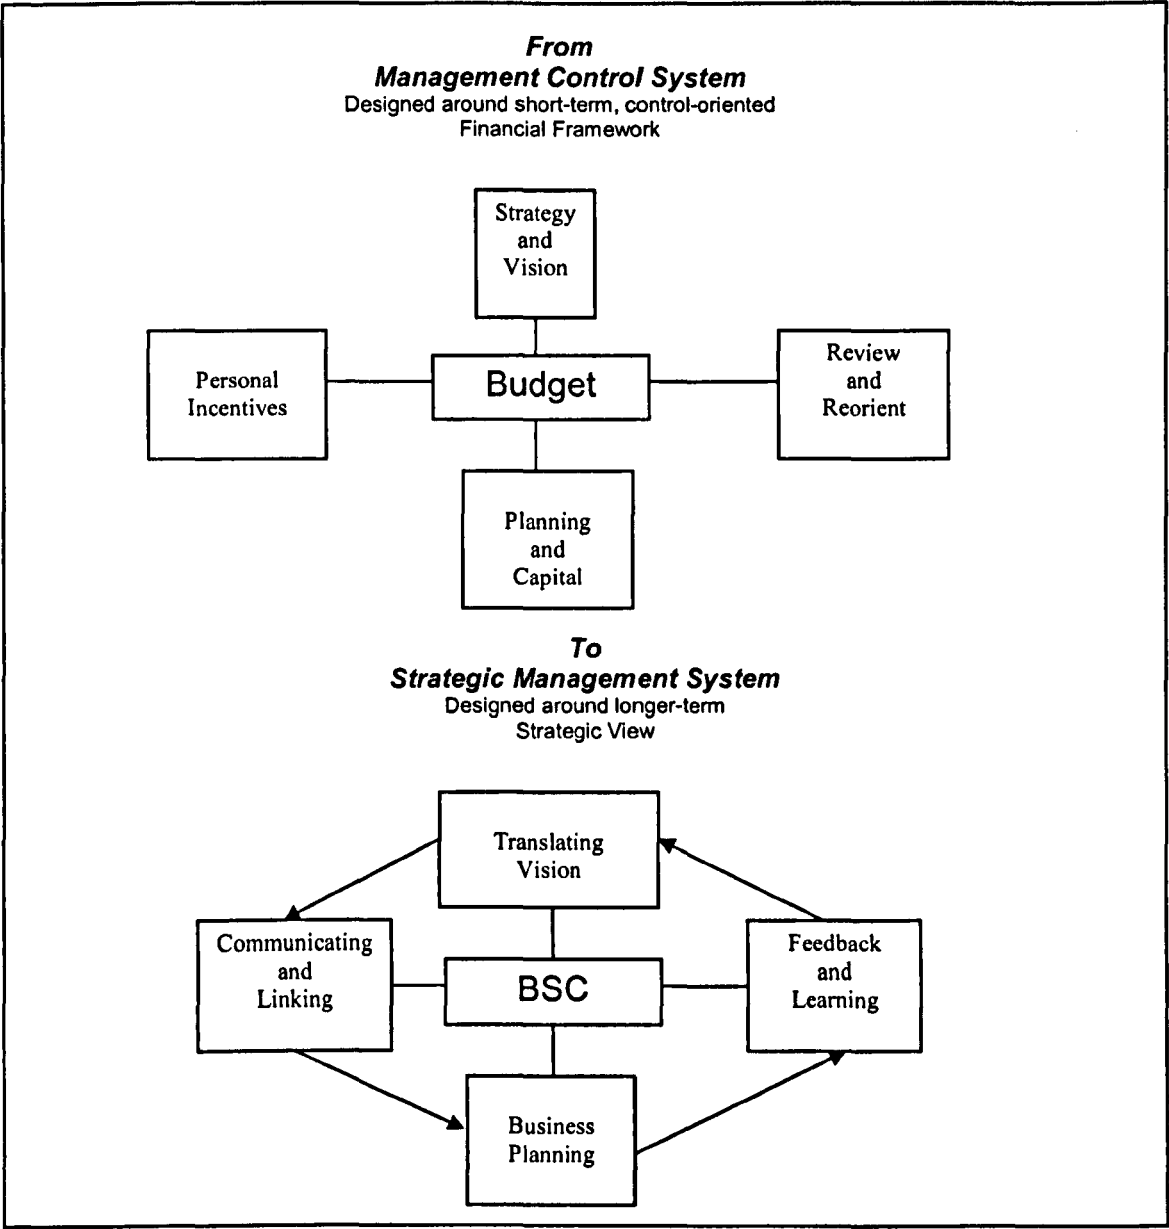 From
Management Control System
Designed around short-term, control-oriented
Financial Framework
Strategy
and
Vision
Personal
Incentives
Budget
Review
and
Reorient
Planning
and
Capital
To
Strategic Management System
Designed around longer-term
Strategic View
Translating
Vision
Communicating
and
Linking
BSC
Feedback
and
Learning
Business
Planning